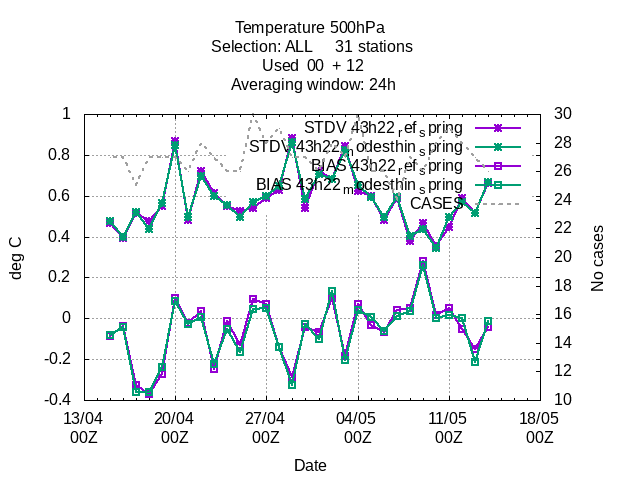 Temperature 500hPa
Selection: ALL 31 stations
Used 00 + 12
Averaging window: 24h
STDV 43h22_ref_spring
STDV 43h22_modesthin_spring
BIAS 43h22_ref_spring
BIAS 43h22_modesthin_spring
CASES
1
0.8
0.6
0.4
0.2
0
-0.2
-0.4
30
28
26
24
22
20
18
16
14
12
10
deg C
No cases
13/04 20/04 27/04 04/05 11/05 18/05
00Z 00Z 00Z 00Z 00Z 00Z
Date